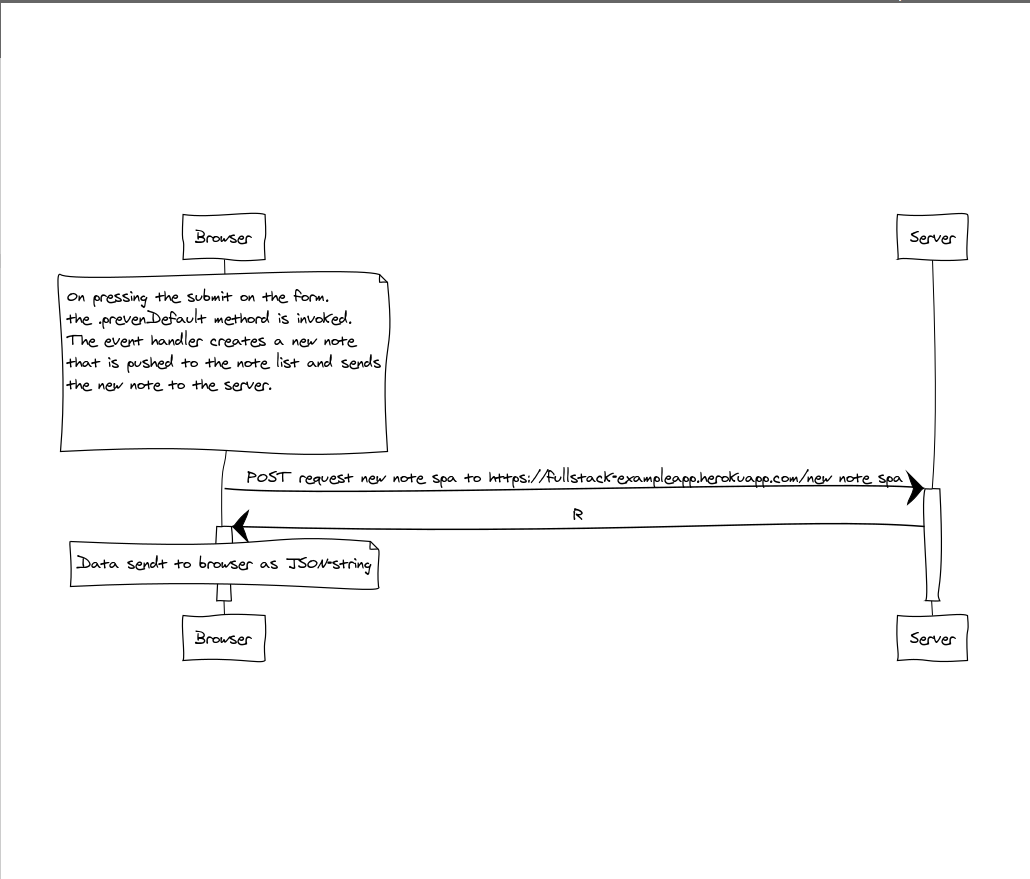 Browser
Server
On pressing the submit on the form.
the .prevenDefault methord is invoked.
The event handler creates a new note
that is pushed to the note list and sends
the new note to the server.
POST request new note spa to https://fullstack-exampleapp.herokuapp.com/new note spa
R
Data sendt to browser as JSON-string
Browser
Server